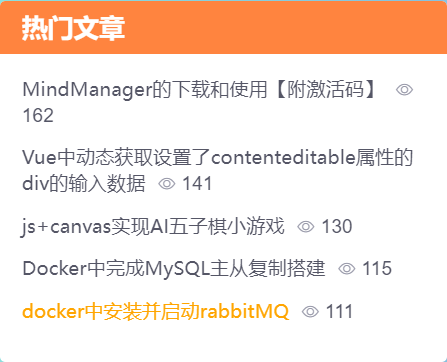 热门文章
MindManager的下载和使用【附激活码】
162
Vue中动态获取设置了contenteditable属性的
div的输入数据 141
js+canvas实现AI五子棋小游戏 130
Docker中完成MySQL主从复制搭建 115
docker中安装并启动rabbitMQ 111